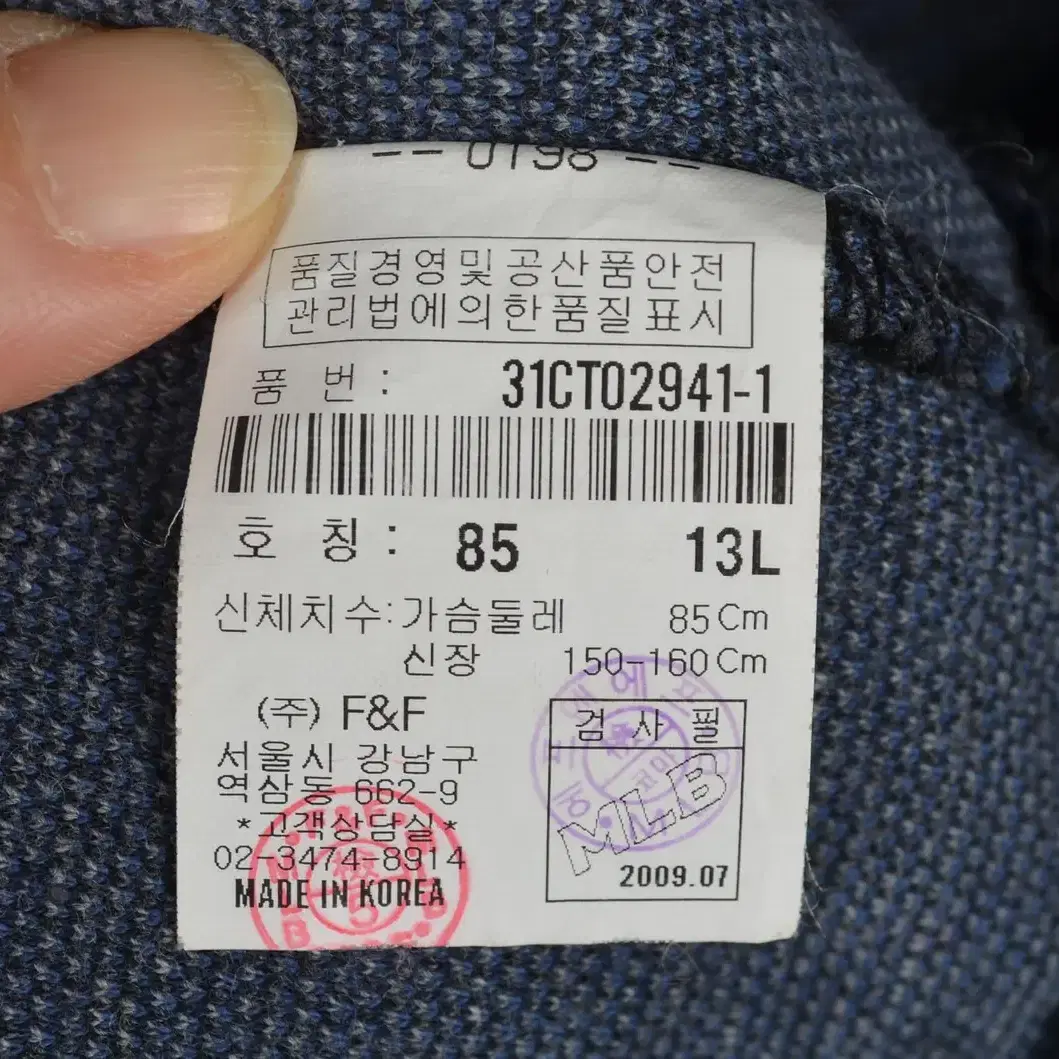 -- 0198 --
품질경영및공산품안전
관리법에의한품질표시
품 번 : 31CT02941-1
호 칭 : 85 13L
신체치수:가슴둘레 85Cm
신장 150-160Cm
(주) F&F
서울시 강남구
역삼동 662-9
*고객상담실*
02-3474-8914
MADE IN KOREA
검 사 필
MLB
2009.07